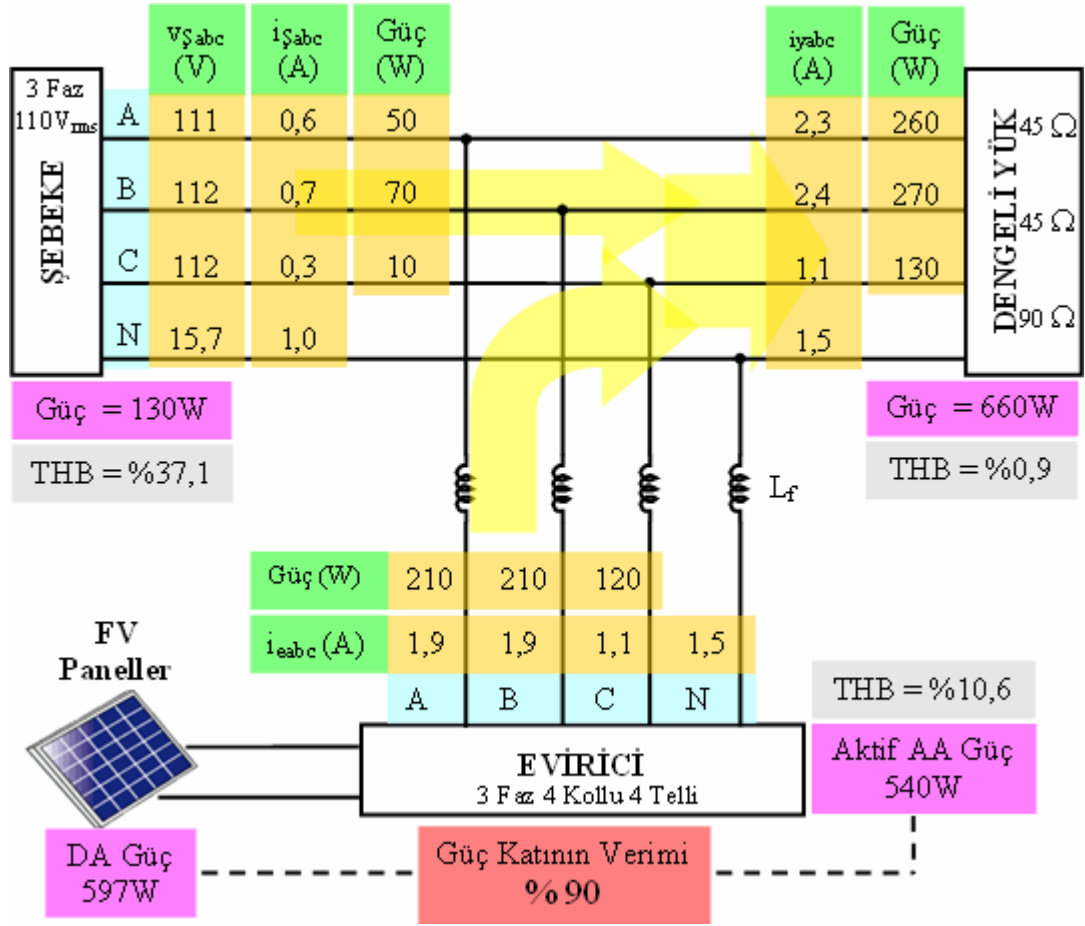 vŞabc (V) iŞabc (A) Güç (W)
iyabc (A) Güç (W)
3 Faz
110Vrms
ŞEBEKE
A 111 0,6 50
B 112 0,7 70
C 112 0,3 10
N 15,7 1,0
2,3 260
2,4 270
1,1 130
1,5
DENGELİ YÜK
45 Ω
45 Ω
90 Ω
Güç = 130W
THB = %37,1
Güç = 660W
THB = %0,9
Lf
Güç (W) 210 210 120
ieabc (A) 1,9 1,9 1,1 1,5
A B C N
FV
Paneller
THB = %10,6
EVİRİCİ
3 Faz 4 Kollu 4 Telli
Aktif AA Güç
540W
DA Güç
597W
Güç Katının Verimi
%90